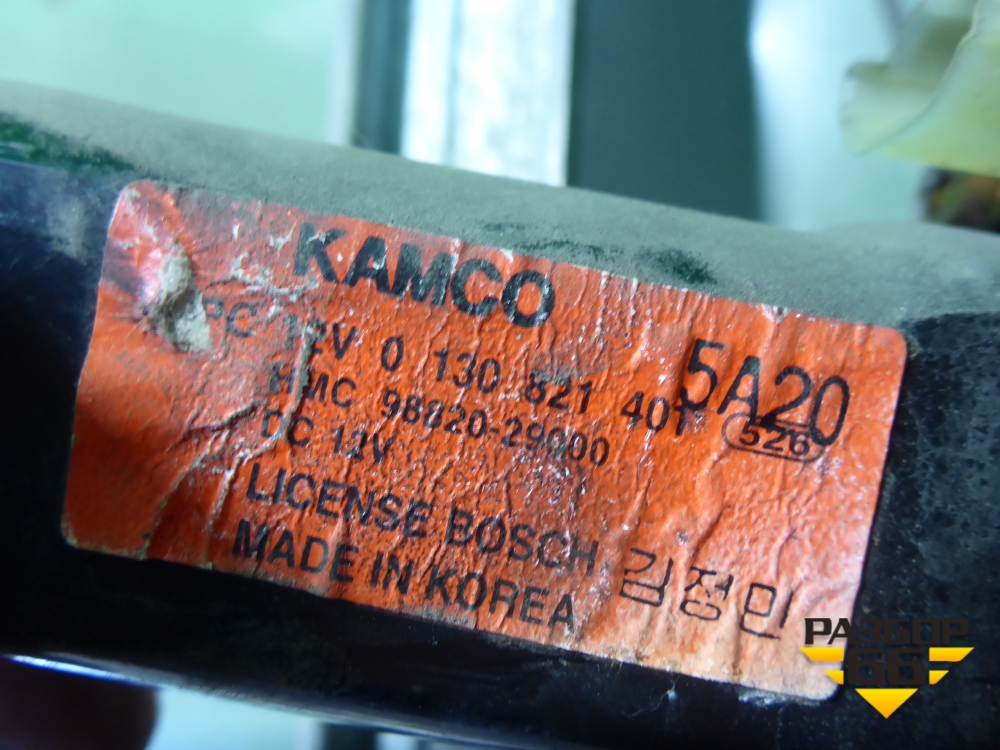 KAMCO
12V 0 130 821 401 5A20
HMC 98820-29000 526
DC 12V
LICENSE BOSCH
MADE IN KOREA 김정민
РАЗБОР
66